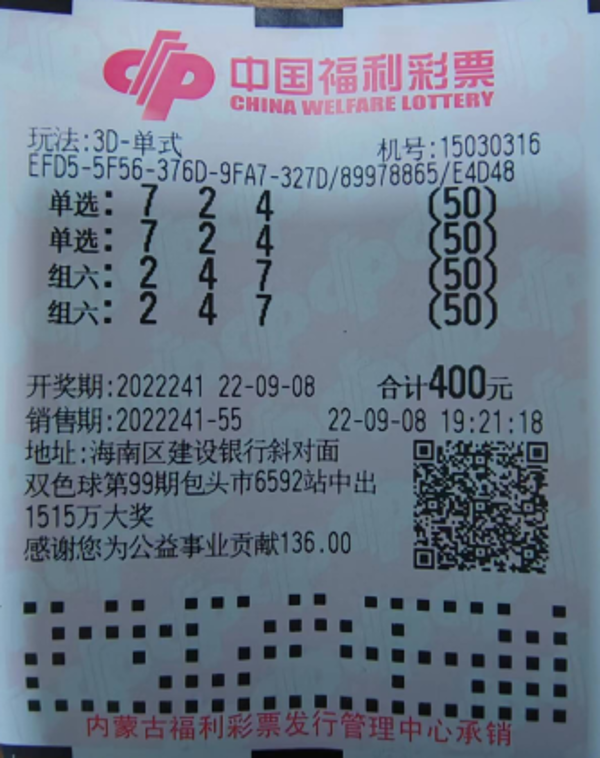 中国福利彩票
CHINA WELFARE LOTTERY
玩法:3D-单式 机号:15030316
EFD5-5F56-376D-9FA7-327D/89978865/E4D48
单选: 7 2 4 (50)
单选: 7 2 4 (50)
组六: 2 4 7 (50)
组六: 2 4 7 (50)
开奖期:2022241 22-09-08 合计400元
销售期:2022241-55 22-09-08 19:21:18
地址:海南区建设银行斜对面
双色球第99期包头市6592站中出
1515万大奖
感谢您为公益事业贡献136.00
内蒙古福利彩票发行管理中心承销